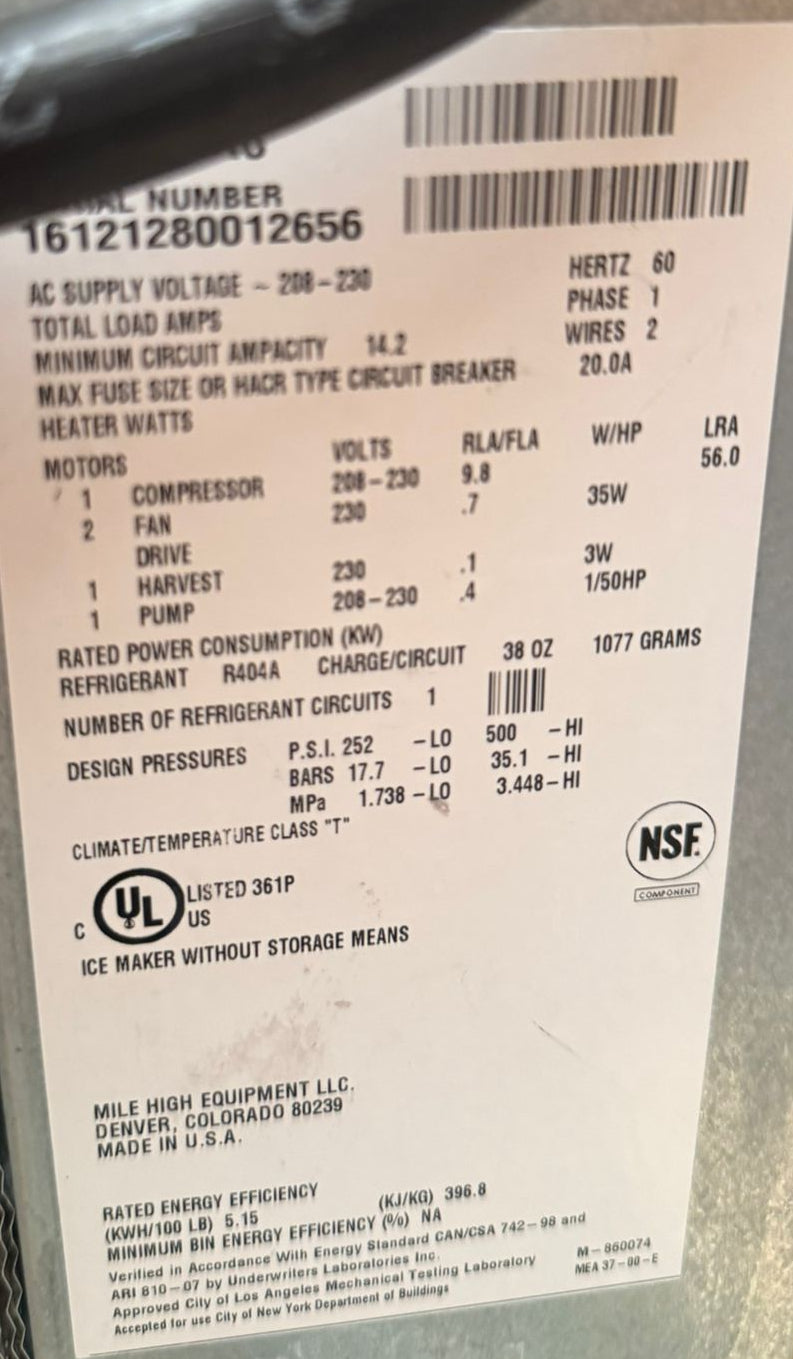 NUMBER
16121280012656
AC SUPPLY VOLTAGE ~ 208-230 HERTZ 60
TOTAL LOAD AMPS PHASE 1
MINIMUM CIRCUIT AMPACITY 14.2 WIRES 2
MAX FUSE SIZE OR HACR TYPE CIRCUIT BREAKER 20.0A
HEATER WATTS
MOTORS VOLTS RLA/FLA W/HP LRA
1 COMPRESSOR 208-230 9.8 56.0
2 FAN 230 .7 35W
DRIVE
1 HARVEST 230 .1 3W
1 PUMP 208-230 .4 1/50HP
RATED POWER CONSUMPTION (KW)
REFRIGERANT R404A CHARGE/CIRCUIT 38 OZ 1077 GRAMS
NUMBER OF REFRIGERANT CIRCUITS 1
DESIGN PRESSURES P.S.I. 252 -LO 500 -HI
BARS 17.7 -LO 35.1 -HI
MPa 1.738 -LO 3.448-HI
CLIMATE/TEMPERATURE CLASS "T"
NSF
COMPONENT
C UL LISTED 361P
US
ICE MAKER WITHOUT STORAGE MEANS
MILE HIGH EQUIPMENT LLC.
DENVER, COLORADO 80239
MADE IN U.S.A.
RATED ENERGY EFFICIENCY
(KWH/100 LB) 5.15 (KJ/KG) 396.8
MINIMUM BIN ENERGY EFFICIENCY (%) NA
Verified in Accordance With Energy Standard CAN/CSA 742-98 and
ARI 810-07 by Underwriters Laboratories Inc.
Approved City of Los Angeles Mechanical Testing Laboratory M-860074
Accepted for use City of New York Department of Buildings MEA 37-00-E